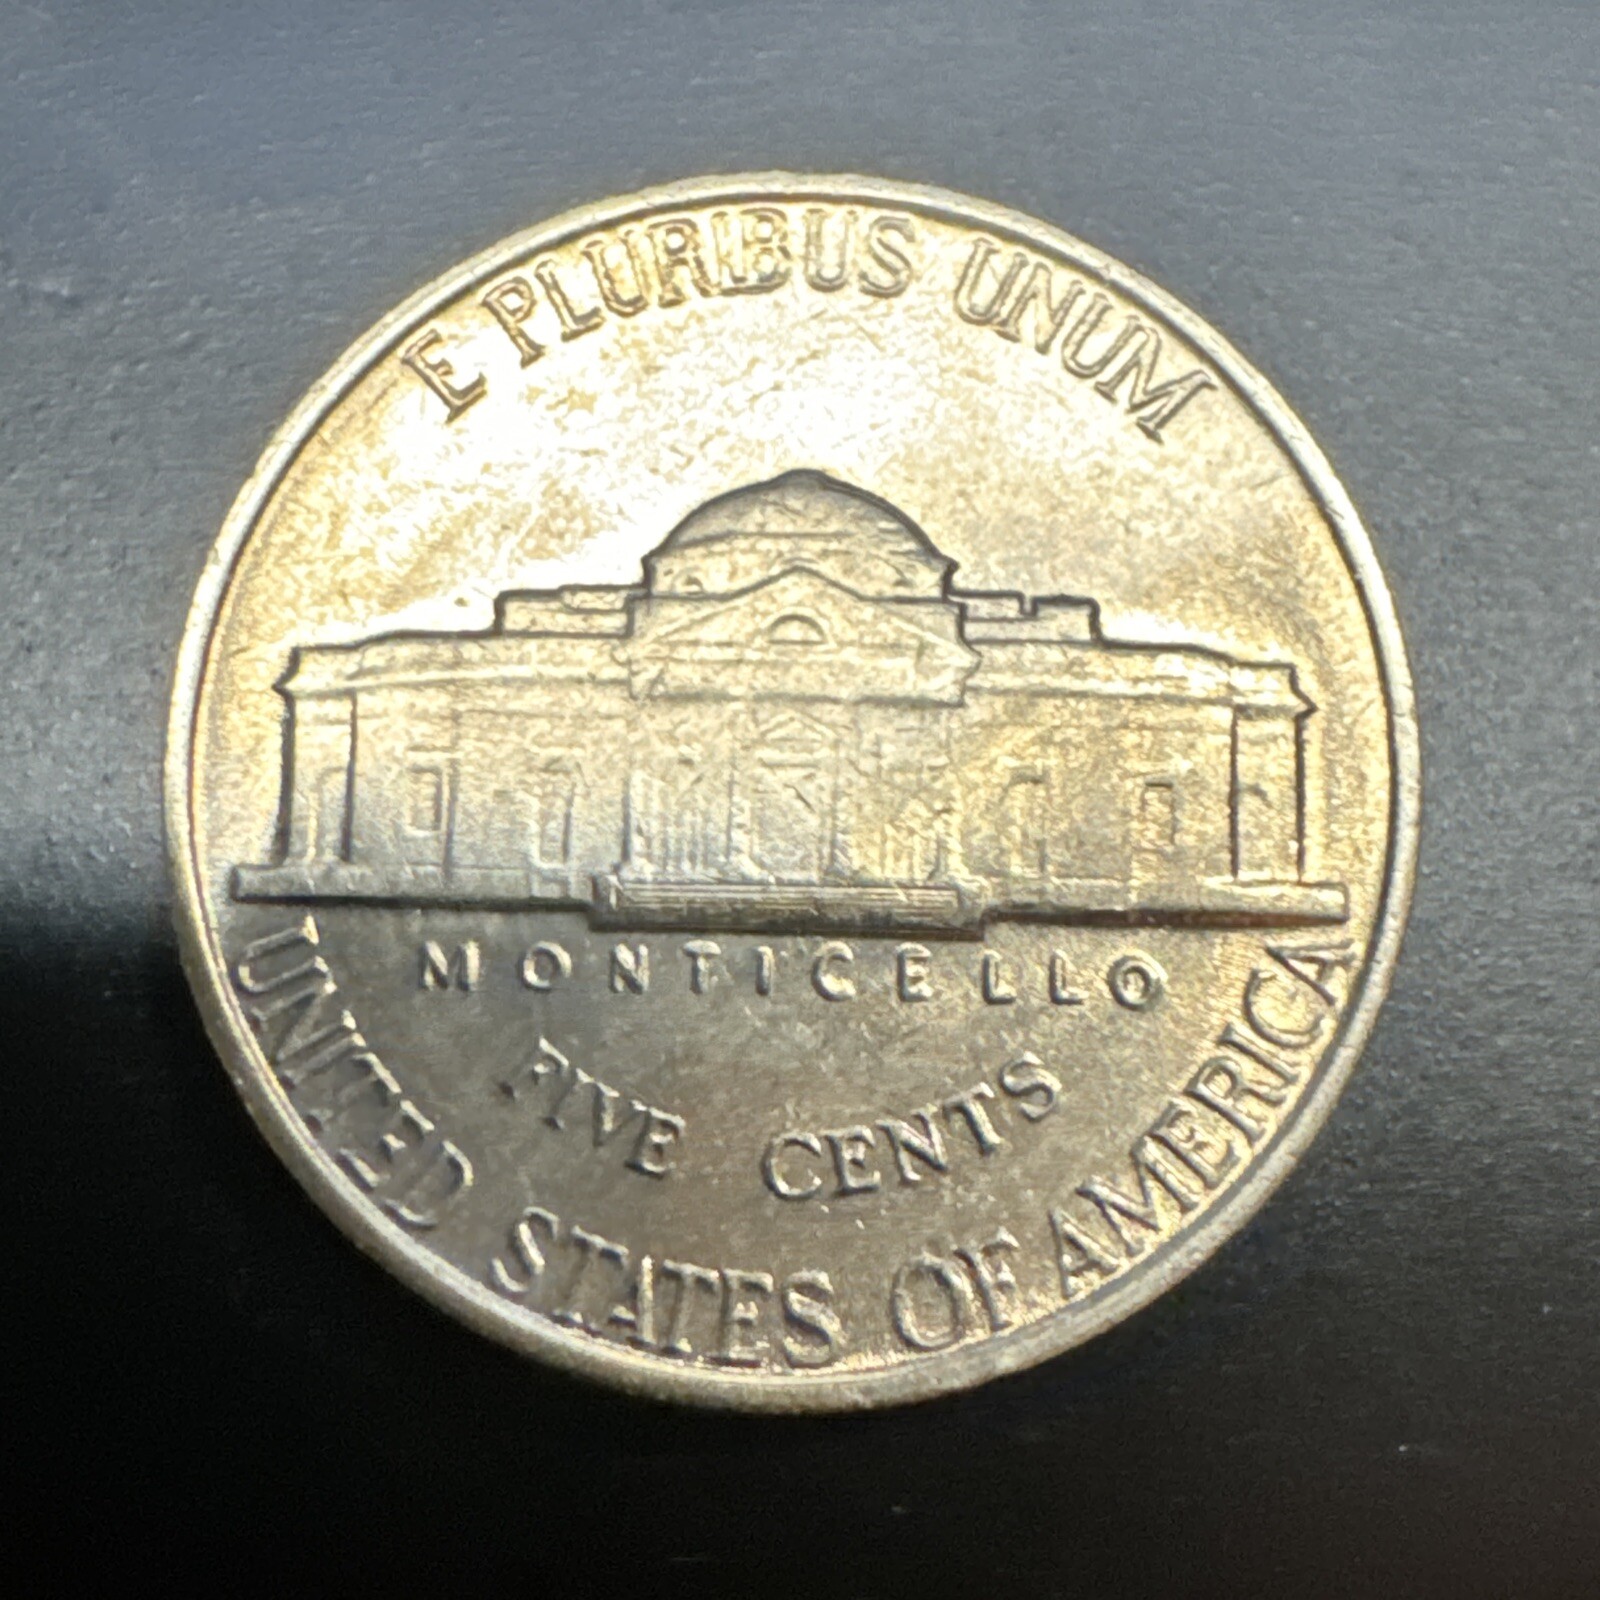 E PLURIBUS UNUM
MONTICELLO
FIVE CENTS
UNITED STATES OF AMERICA